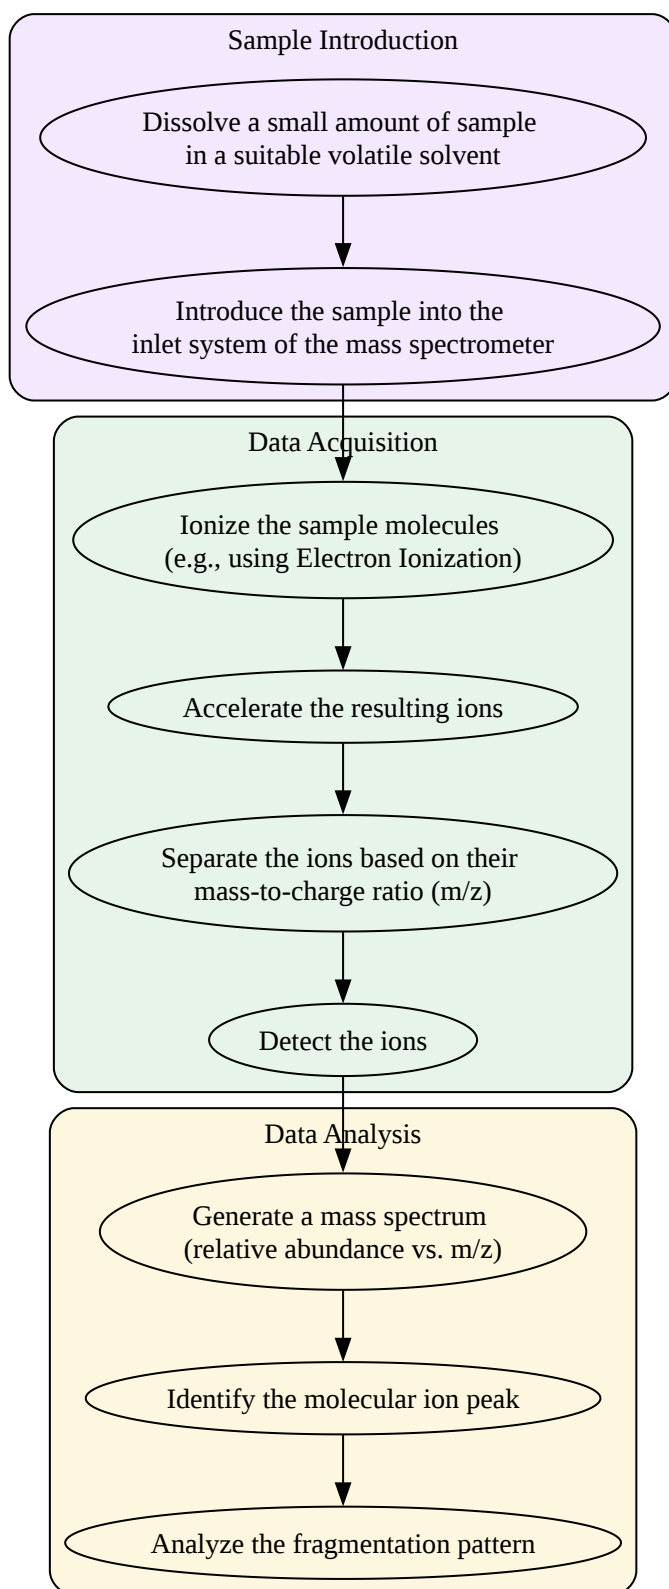 Sample Introduction
Dissolve a small amount of sample
in a suitable volatile solvent
Introduce the sample into the
inlet system of the mass spectrometer
Data Acquisition
Ionize the sample molecules
(e.g., using Electron Ionization)
Accelerate the resulting ions
Separate the ions based on their
mass-to-charge ratio (m/z)
Detect the ions
Data Analysis
Generate a mass spectrum
(relative abundance vs. m/z)
Identify the molecular ion peak
Analyze the fragmentation pattern